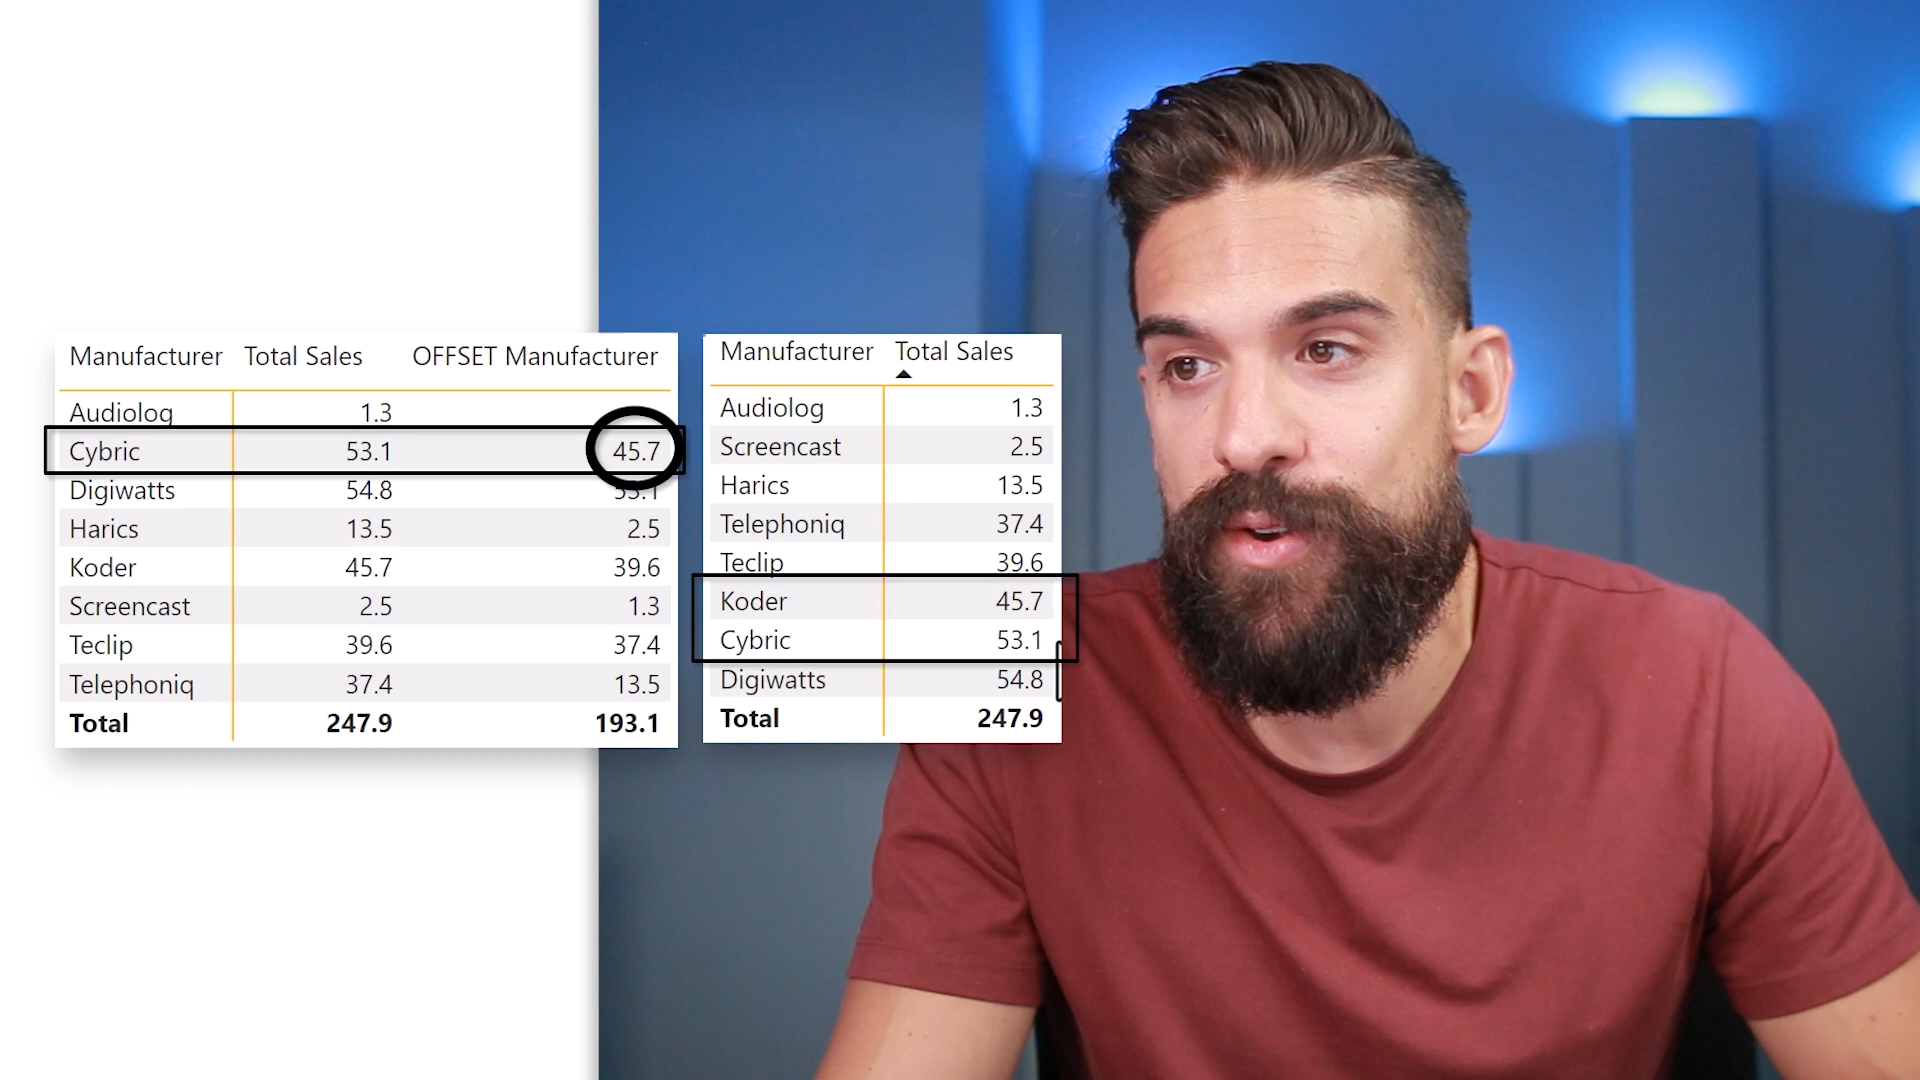 Manufacturer Total Sales OFFSET Manufacturer
Audiolog 1.3
Cybric 53.1 45.7
Digiwatts 54.8 53.1
Harics 13.5 2.5
Koder 45.7 39.6
Screencast 2.5 1.3
Teclip 39.6 37.4
Telephoniq 37.4 13.5
Total 247.9 193.1
Manufacturer Total Sales
Audiolog 1.3
Screencast 2.5
Harics 13.5
Telephoniq 37.4
Teclip 39.6
Koder 45.7
Cybric 53.1
Digiwatts 54.8
Total 247.9